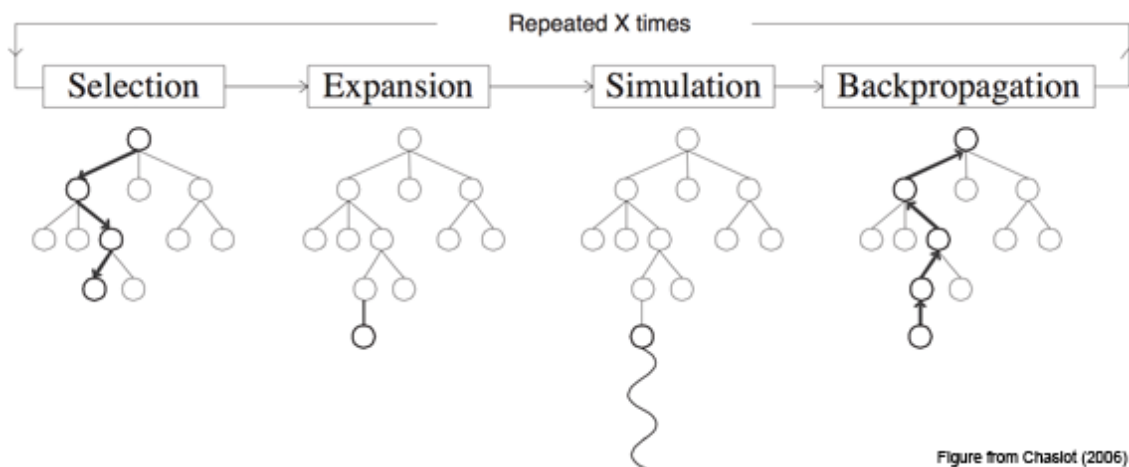 Repeated X times
Selection
Expansion
Simulation
Backpropagation
Figure from Chaslot (2006)